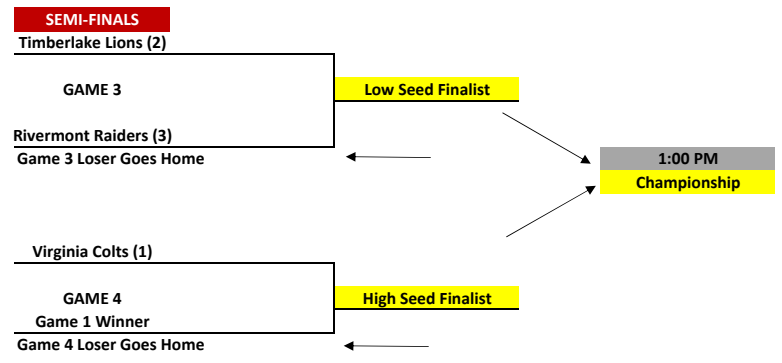 SEMI-FINALS
Timberlake Lions (2)
GAME 3
Low Seed Finalist
Rivermont Raiders (3)
Game 3 Loser Goes Home
1:00 PM
Championship
Virginia Colts (1)
GAME 4
High Seed Finalist
Game 1 Winner
Game 4 Loser Goes Home